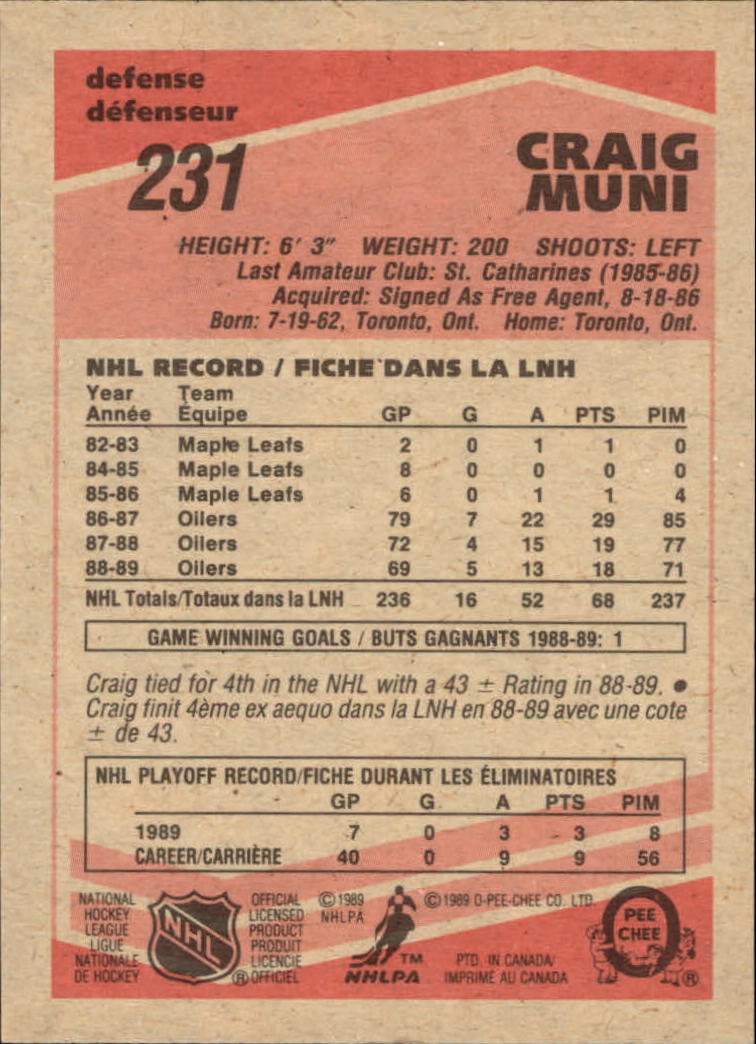 defense
défenseur
231
CRAIG
MUNI
HEIGHT: 6' 3" WEIGHT: 200 SHOOTS: LEFT
Last Amateur Club: St. Catharines (1985-86)
Acquired: Signed As Free Agent, 8-18-86
Born: 7-19-62, Toronto, Ont. Home: Toronto, Ont.
NHL RECORD / FICHE DANS LA LNH
Year Team
Année Équipe GP G A PTS PIM
82-83 Maple Leafs 2 0 1 1 0
84-85 Maple Leafs 8 0 0 0 0
85-86 Maple Leafs 6 0 1 1 4
86-87 Oilers 79 7 22 29 85
87-88 Oilers 72 4 15 19 77
88-89 Oilers 69 5 13 18 71
NHL Totals/Totaux dans la LNH 236 16 52 68 237
GAME WINNING GOALS / BUTS GAGNANTS 1988-89: 1
Craig tied for 4th in the NHL with a 43 ± Rating in 88-89. ●
Craig finit 4ème ex aequo dans la LNH en 88-89 avec une cote
± de 43.
NHL PLAYOFF RECORD/FICHE DURANT LES ÉLIMINATOIRES
GP G A PTS PIM
1989 7 0 3 3 8
CAREER/CARRIÈRE 40 0 9 9 56
NATIONAL
HOCKEY
LEAGUE
LIGUE
NATIONALE
DE HOCKEY
NHL
®
OFFICIAL
LICENSED
PRODUCT
PRODUIT
LICENCIE
OFFICIEL
© 1989
NHLPA
TM
NHLPA
© 1989 O-PEE-CHEE CO. LTD.
PTD. IN CANADA/
IMPRIMÉ AU CANADA
O
PEE
CHEE
®